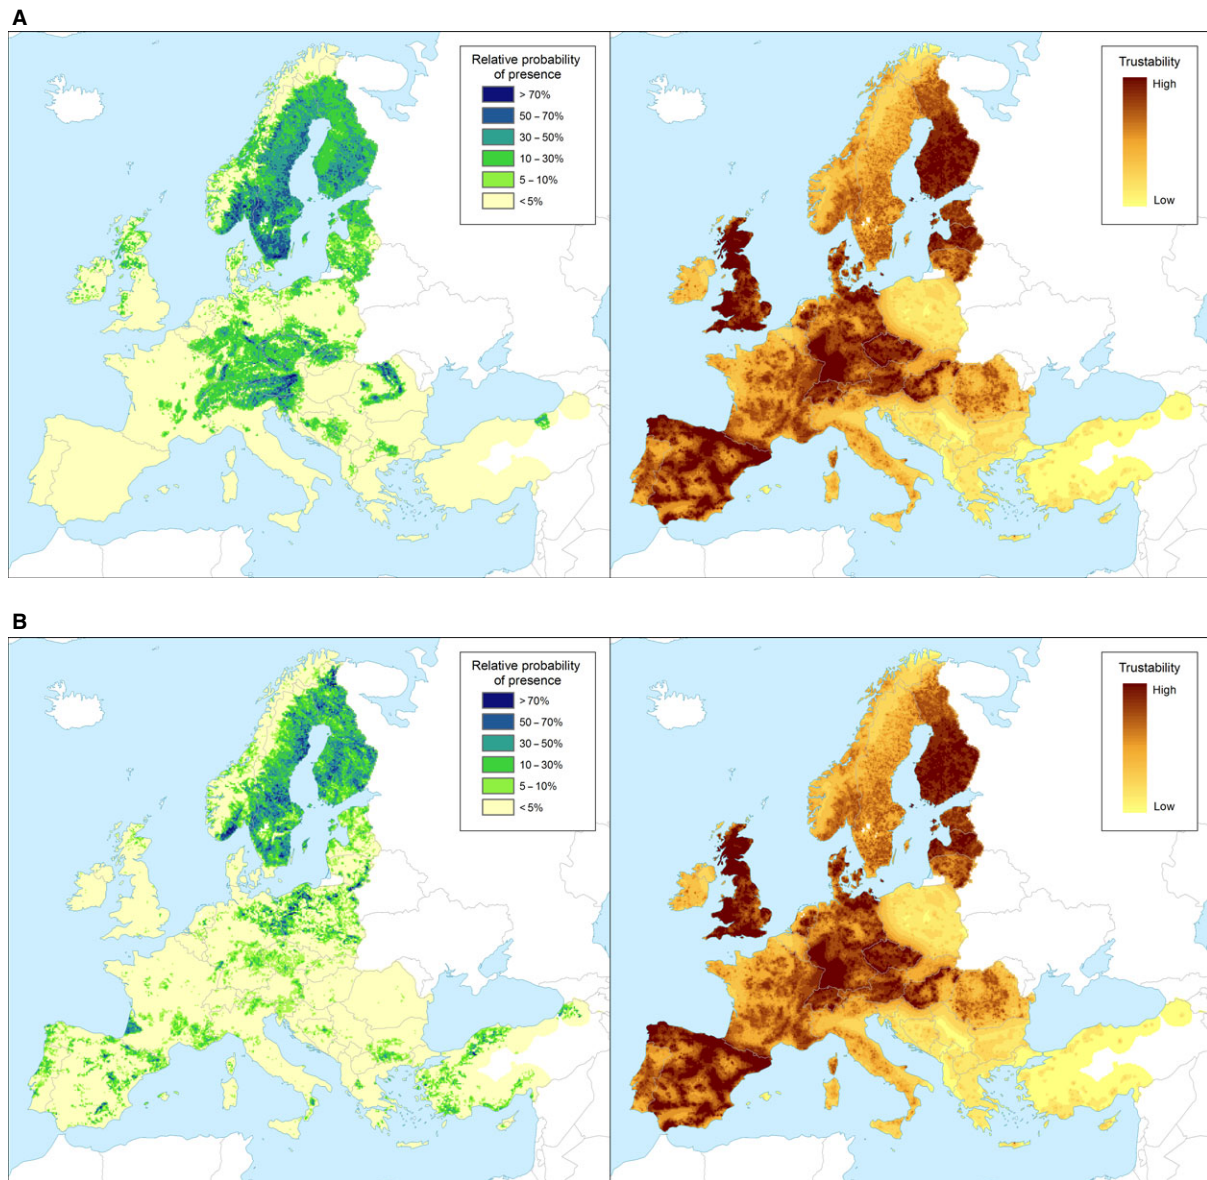 A
Relative probability
of presence
> 70%
50 – 70%
30 – 50%
10 – 30%
5 – 10%
< 5%
Trustability
High
Low
B
Relative probability
of presence
> 70%
50 – 70%
30 – 50%
10 – 30%
5 – 10%
< 5%
Trustability
High
Low